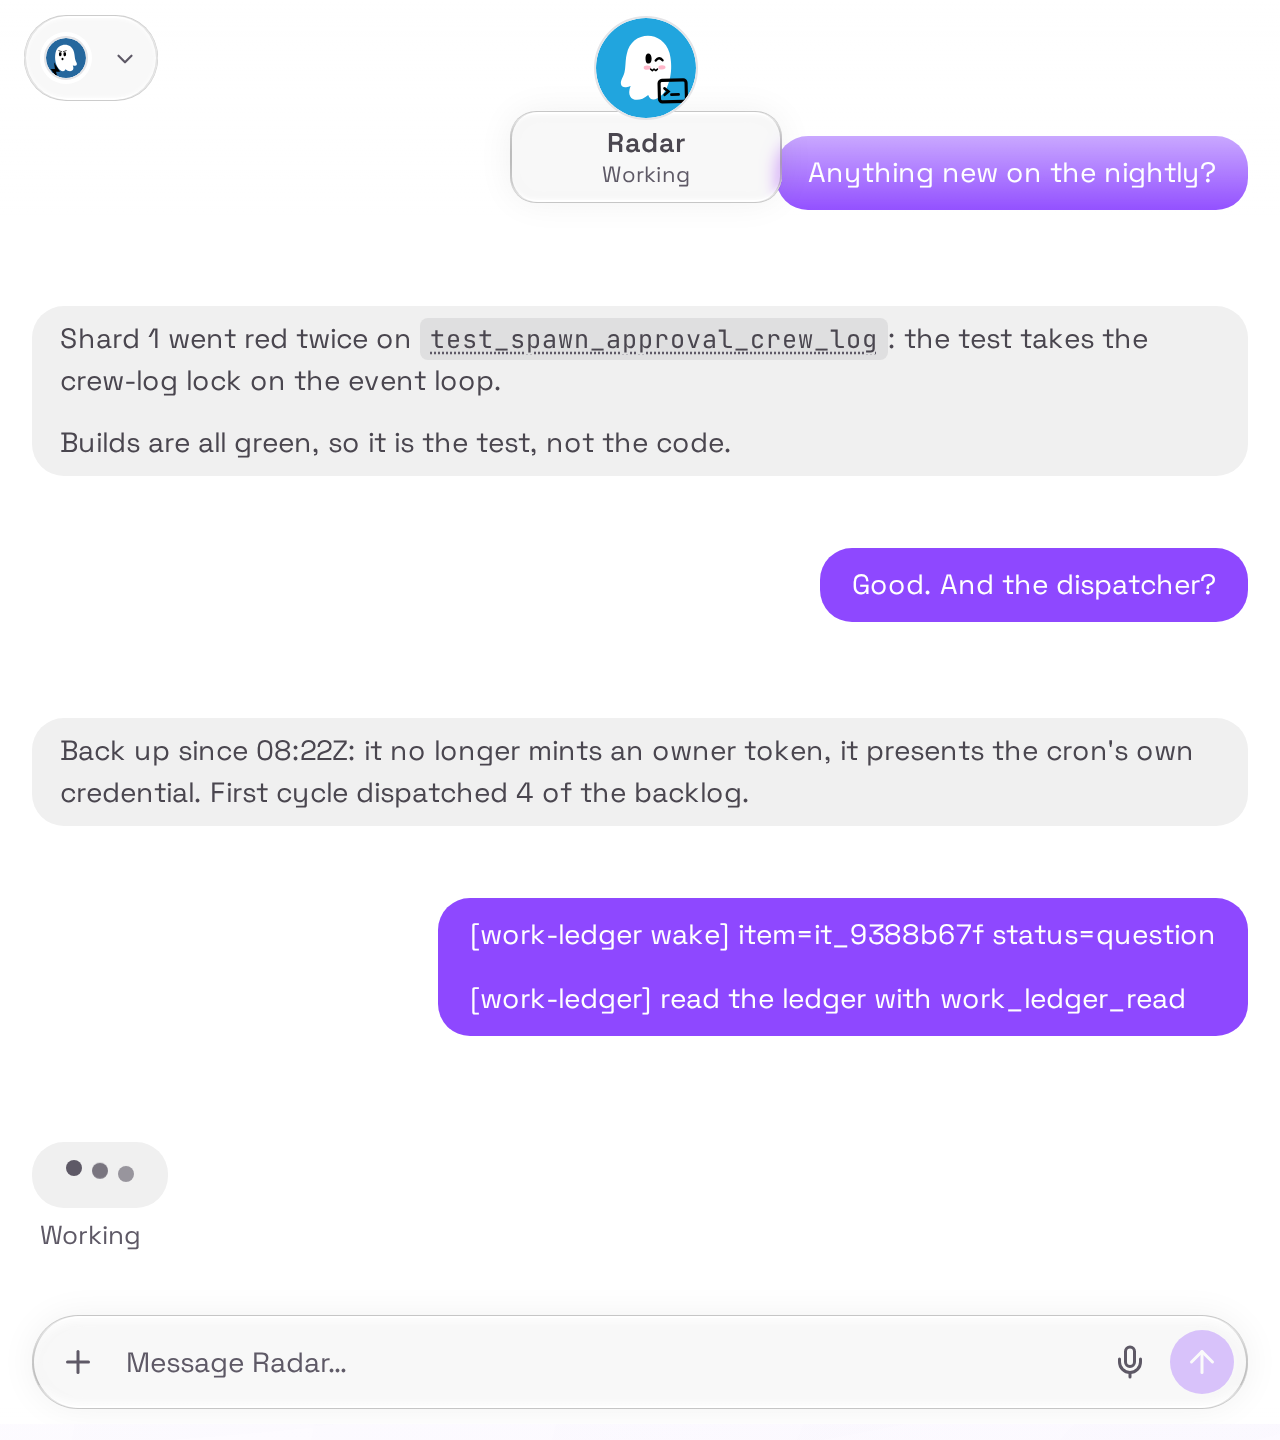 Radar
Working
Anything new on the nightly?
Shard 1 went red twice on test_spawn_approval_crew_log: the test takes the
crew-log lock on the event loop.
Builds are all green, so it is the test, not the code.
Good. And the dispatcher?
Back up since 08:22Z: it no longer mints an owner token, it presents the cron's own
credential. First cycle dispatched 4 of the backlog.
[work-ledger wake] item=it_9388b67f status=question
[work-ledger] read the ledger with work_ledger_read
Working
Message Radar...